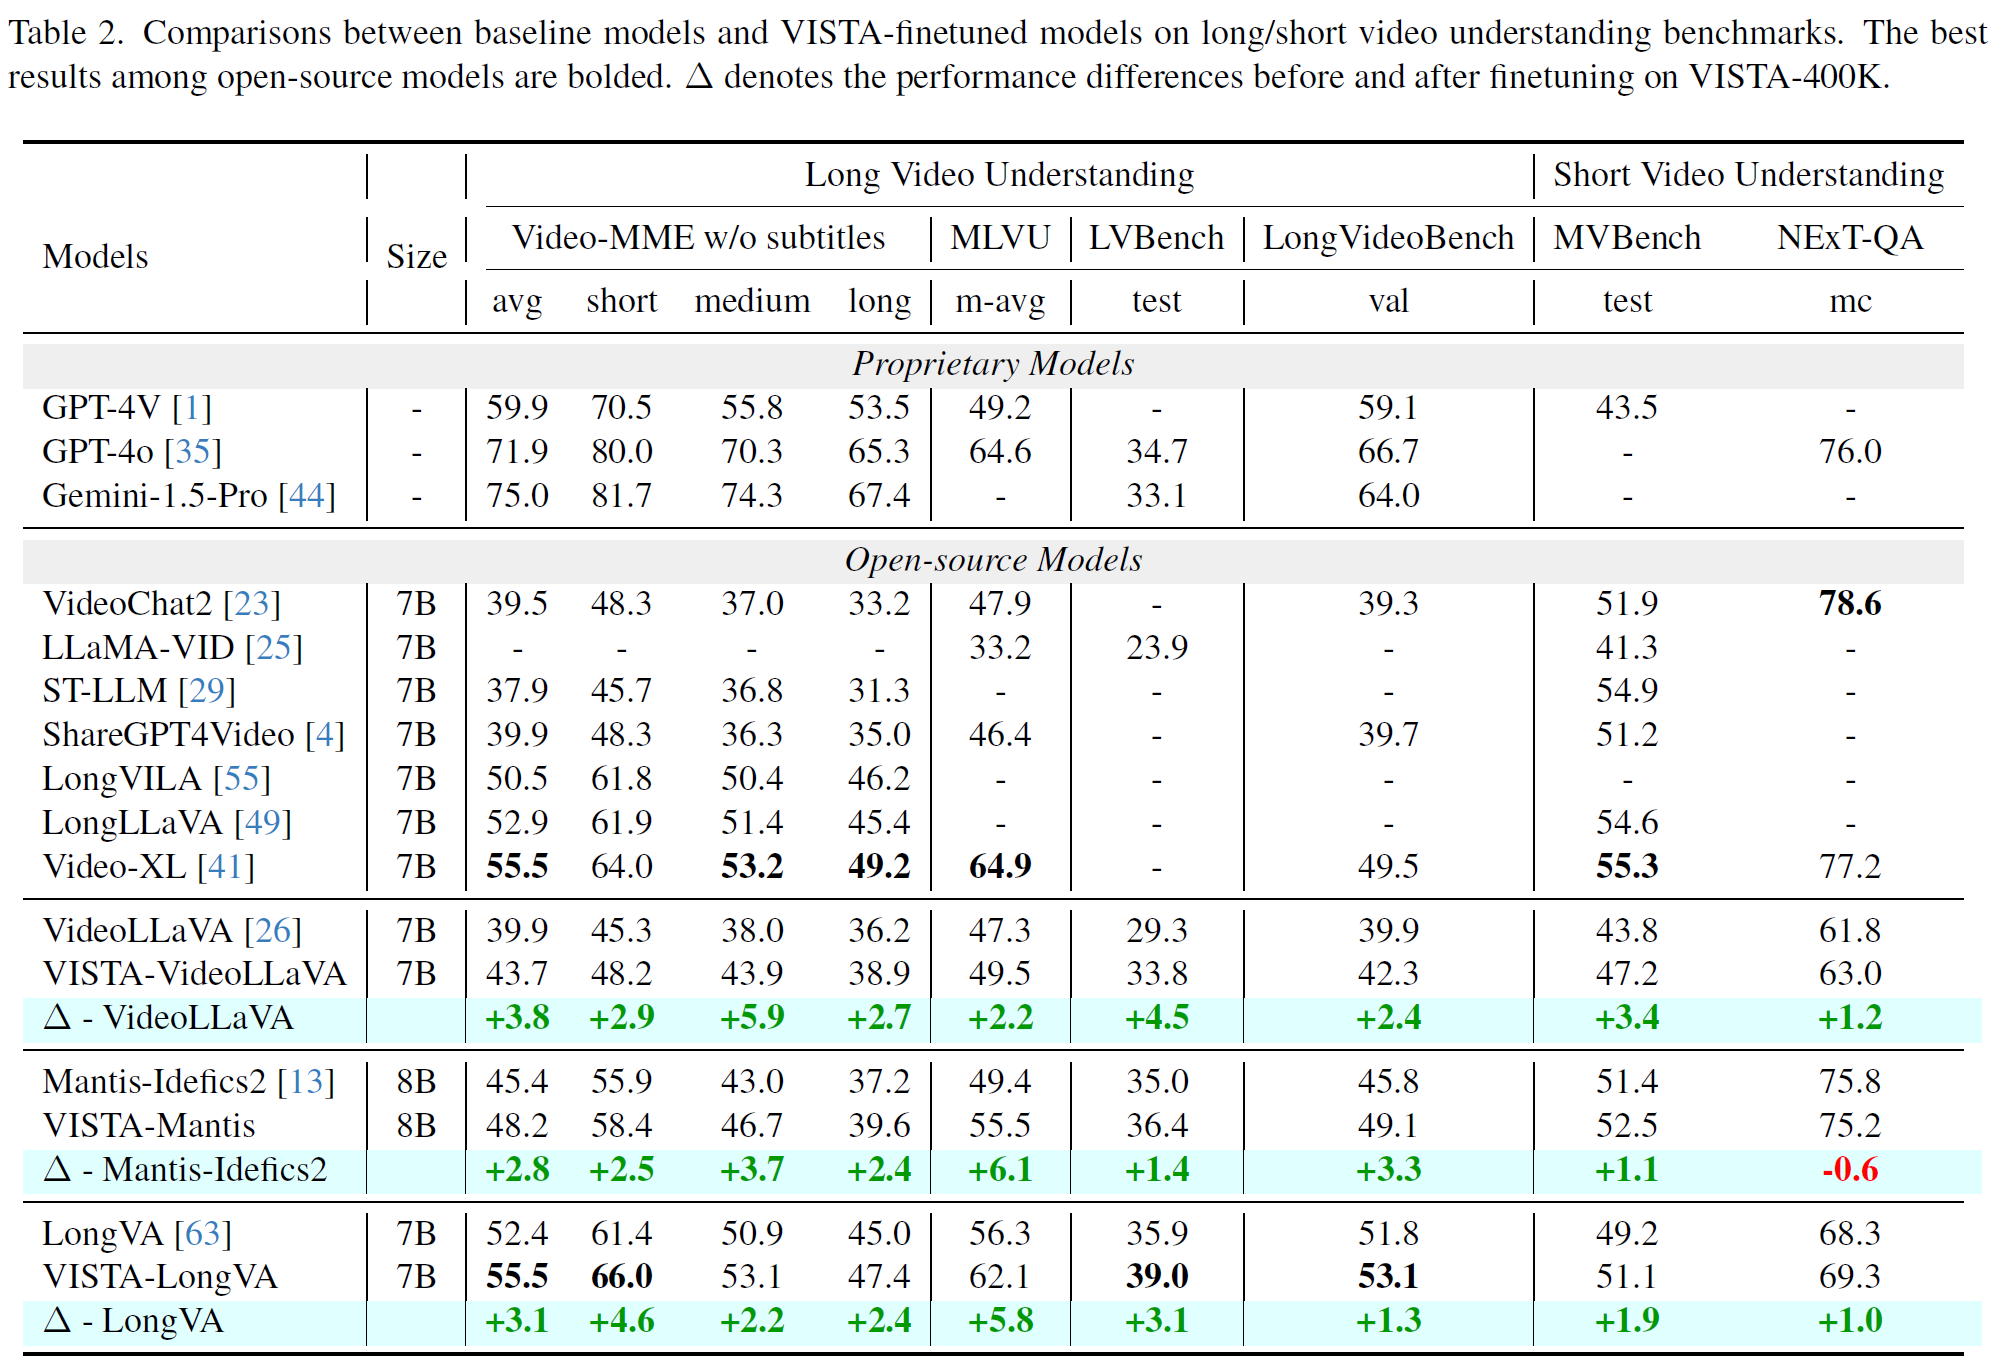 Table 2. Comparisons between baseline models and VISTA-finetuned models on long/short video understanding benchmarks. The best
results among open-source models are bolded. Δ denotes the performance differences before and after finetuning on VISTA-400K.
Models Size Long Video Understanding Short Video Understanding
Video-MME w/o subtitles MLVU LVBench LongVideoBench MVBench NExT-QA
avg short medium long m-avg test val test mc
Proprietary Models
GPT-4V [1] - 59.9 70.5 55.8 53.5 49.2 - 59.1 43.5 -
GPT-4o [35] - 71.9 80.0 70.3 65.3 64.6 34.7 66.7 - 76.0
Gemini-1.5-Pro [44] - 75.0 81.7 74.3 67.4 - 33.1 64.0 - -
Open-source Models
VideoChat2 [23] 7B 39.5 48.3 37.0 33.2 47.9 - 39.3 51.9 78.6
LLaMA-VID [25] 7B - - - - 33.2 23.9 - 41.3 -
ST-LLM [29] 7B 37.9 45.7 36.8 31.3 - - - 54.9 -
ShareGPT4Video [4] 7B 39.9 48.3 36.3 35.0 46.4 - 39.7 51.2 -
LongVILA [55] 7B 50.5 61.8 50.4 46.2 - - - - -
LongLLaVA [49] 7B 52.9 61.9 51.4 45.4 - - - 54.6 -
Video-XL [41] 7B 55.5 64.0 53.2 49.2 64.9 - 49.5 55.3 77.2
VideoLLaVA [26] 7B 39.9 45.3 38.0 36.2 47.3 29.3 39.9 43.8 61.8
VISTA-VideoLLaVA 7B 43.7 48.2 43.9 38.9 49.5 33.8 42.3 47.2 63.0
Δ - VideoLLaVA +3.8 +2.9 +5.9 +2.7 +2.2 +4.5 +2.4 +3.4 +1.2
Mantis-Idefics2 [13] 8B 45.4 55.9 43.0 37.2 49.4 35.0 45.8 51.4 75.8
VISTA-Mantis 8B 48.2 58.4 46.7 39.6 55.5 36.4 49.1 52.5 75.2
Δ - Mantis-Idefics2 +2.8 +2.5 +3.7 +2.4 +6.1 +1.4 +3.3 +1.1 -0.6
LongVA [63] 7B 52.4 61.4 50.9 45.0 56.3 35.9 51.8 49.2 68.3
VISTA-LongVA 7B 55.5 66.0 53.1 47.4 62.1 39.0 53.1 51.1 69.3
Δ - LongVA +3.1 +4.6 +2.2 +2.4 +5.8 +3.1 +1.3 +1.9 +1.0